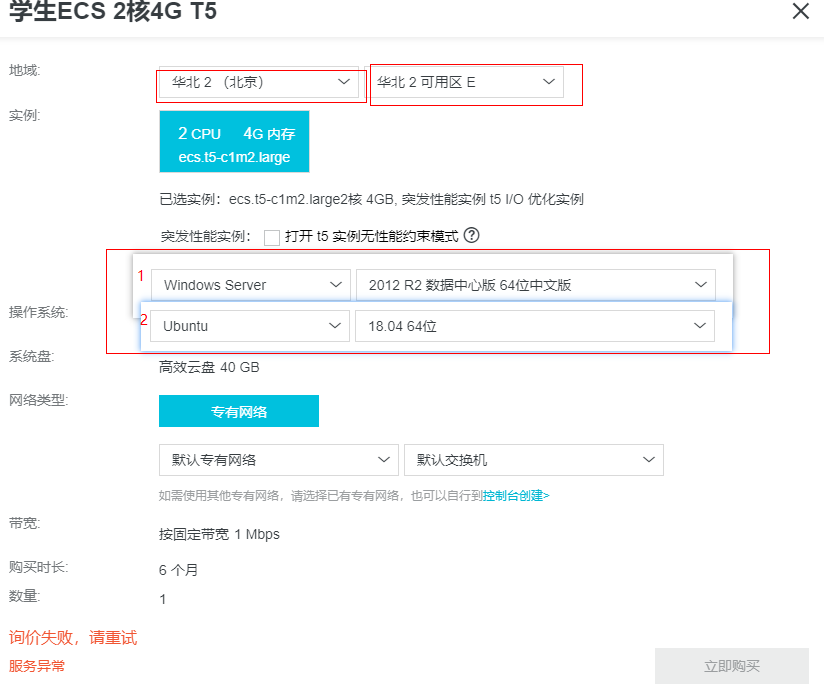 学生ECS 2核4G T5
地域:
华北 2 （北京） 华北 2 可用区 E
实例:
2 CPU 4G 内存
ecs.t5-c1m2.large
已选实例：ecs.t5-c1m2.large2核 4GB, 突发性能实例 t5 I/O 优化实例
突发性能实例： 打开 t5 实例无性能约束模式 ?
1 Windows Server 2012 R2 数据中心版 64位中文版
操作系统:
2 Ubuntu 18.04 64位
系统盘:
高效云盘 40 GB
网络类型:
专有网络
默认专有网络 默认交换机
如需使用其他专有网络，请选择已有专有网络，也可以自行到控制台创建>
带宽:
按固定带宽 1 Mbps
购买时长:
6 个月
数量:
1
询价失败，请重试
服务异常
立即购买